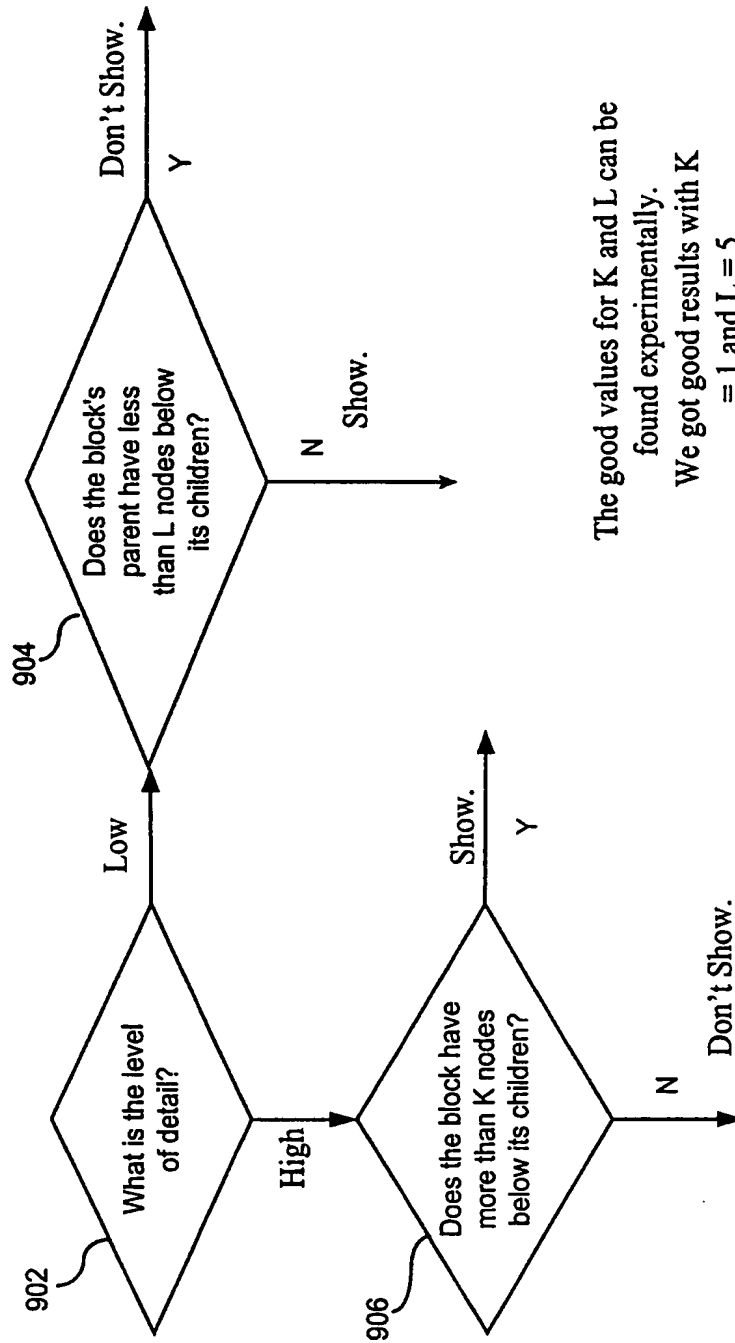 902
What is the level
of detail?
Low
904
Does the block's
parent have less
than L nodes below
its children?
Don't Show.
Y
N
Show.
High
906
Does the block have
more than K nodes
below its children?
Show.
Y
N
Don't Show.
The good values for K and L can be
found experimentally.
We got good results with K
= 1 and L = 5